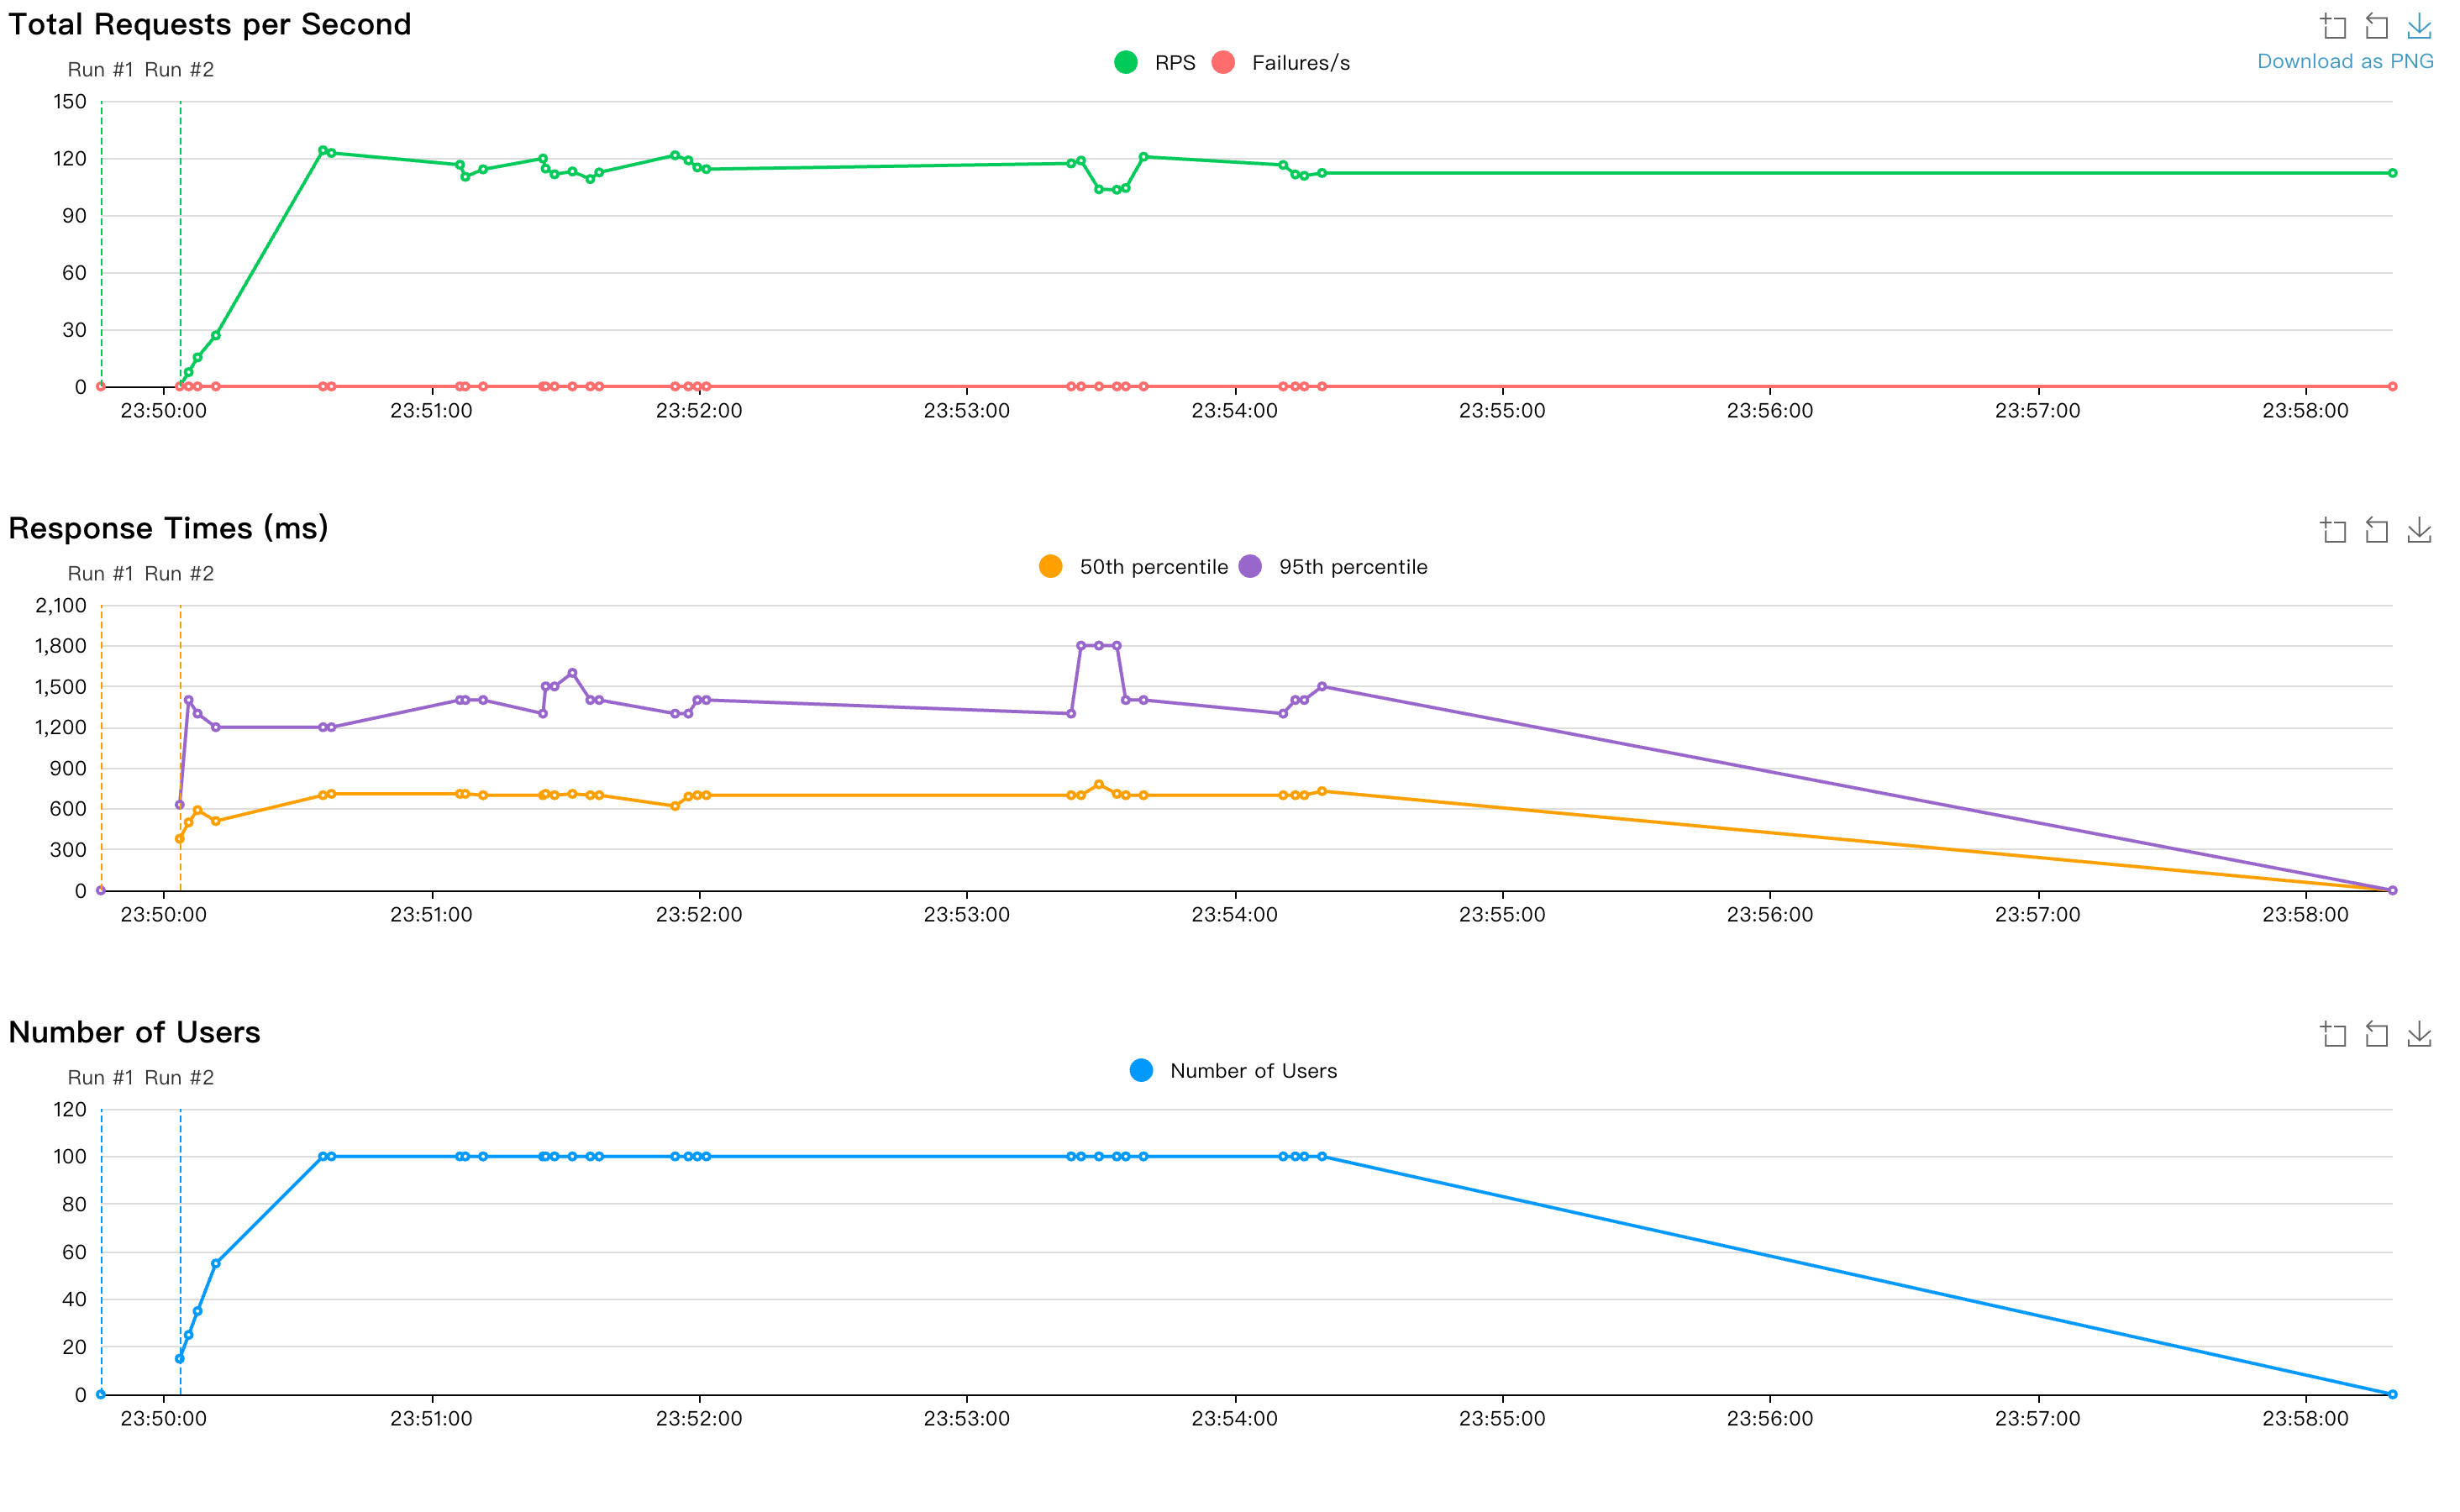 Total Requests per Second
Download as PNG
RPS Failures/s
Run #1 Run #2
150
120
90
60
30
0
23:50:00 23:51:00 23:52:00 23:53:00 23:54:00 23:55:00 23:56:00 23:57:00 23:58:00
Response Times (ms)
50th percentile 95th percentile
Run #1 Run #2
2,100
1,800
1,500
1,200
900
600
300
0
23:50:00 23:51:00 23:52:00 23:53:00 23:54:00 23:55:00 23:56:00 23:57:00 23:58:00
Number of Users
Number of Users
Run #1 Run #2
120
100
80
60
40
20
0
23:50:00 23:51:00 23:52:00 23:53:00 23:54:00 23:55:00 23:56:00 23:57:00 23:58:00